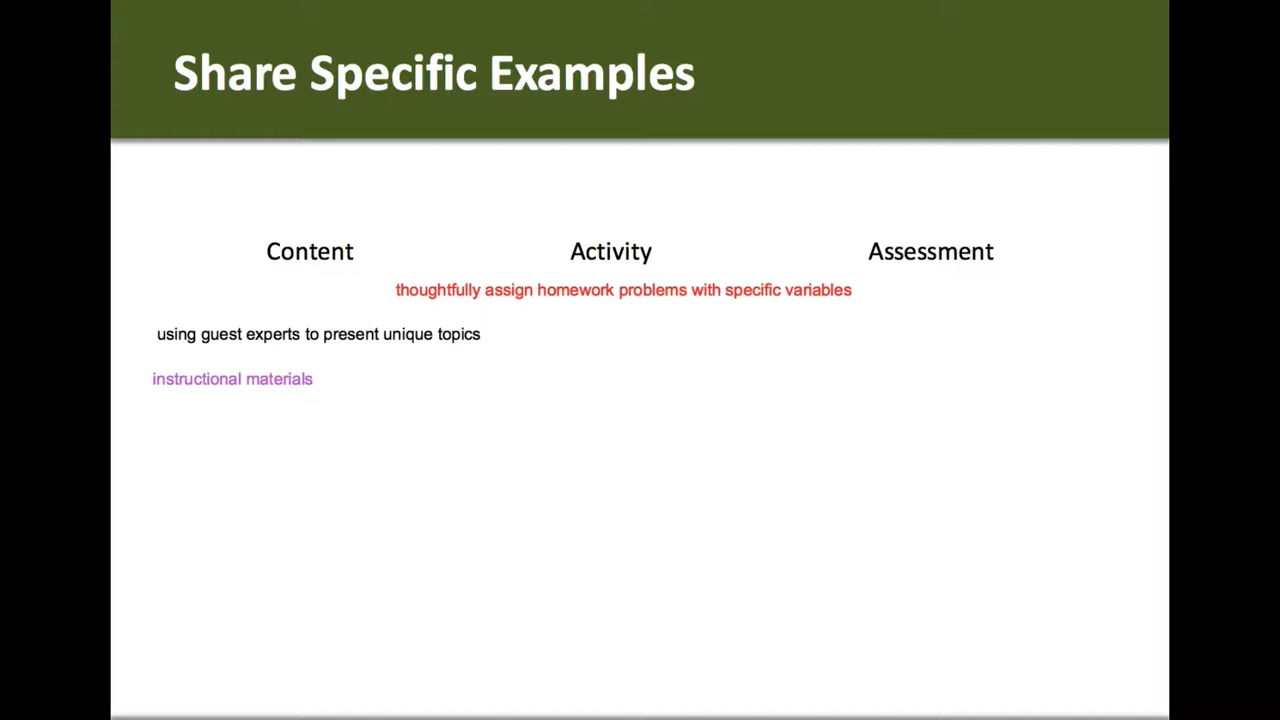 Share Specific Examples
Content Activity Assessment
thoughtfully assign homework problems with specific variables
using guest experts to present unique topics
instructional materials